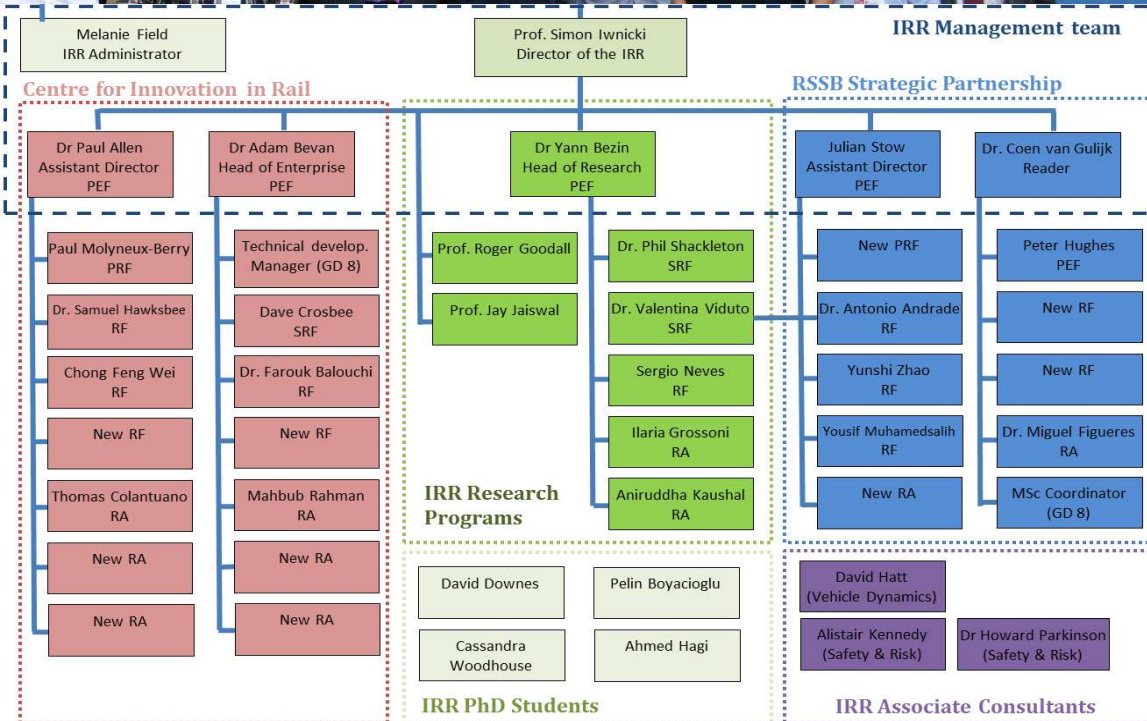 Melanie Field
IRR Administrator
Prof. Simon Iwnicki
Director of the IRR
IRR Management team
Centre for Innovation in Rail
RSSB Strategic Partnership
Dr Paul Allen
Assistant Director
PEF
Dr Adam Bevan
Head of Enterprise
PEF
Dr Yann Bezin
Head of Research
PEF
Julian Stow
Assistant Director
PEF
Dr. Coen van Gulijk
Reader
Paul Molyneux-Berry
PRF
Dr. Samuel Hawksbee
RF
Chong Feng Wei
RF
New RF
Thomas Colantuano
RA
New RA
New RA
Technical develop.
Manager (GD 8)
Dave Crosbee
SRF
Dr. Farouk Balouchi
RF
New RF
Mahbub Rahman
RA
New RA
New RA
Prof. Roger Goodall
Prof. Jay Jaiswal
Dr. Phil Shackleton
SRF
Dr. Valentina Viduto
SRF
Sergio Neves
RF
Ilaria Grossoni
RA
Aniruddha Kaushal
RA
IRR Research
Programs
New PRF
Dr. Antonio Andrade
RF
Yunshi Zhao
RF
Yousif Muhamedsalih
RF
New RA
Peter Hughes
PEF
New RF
New RF
Dr. Miguel Figueres
RA
MSc Coordinator
(GD 8)
David Downes
Pelin Boyacioglu
Cassandra
Woodhouse
Ahmed Hagi
IRR PhD Students
David Hatt
(Vehicle Dynamics)
Alistair Kennedy
(Safety & Risk)
Dr Howard Parkinson
(Safety & Risk)
IRR Associate Consultants